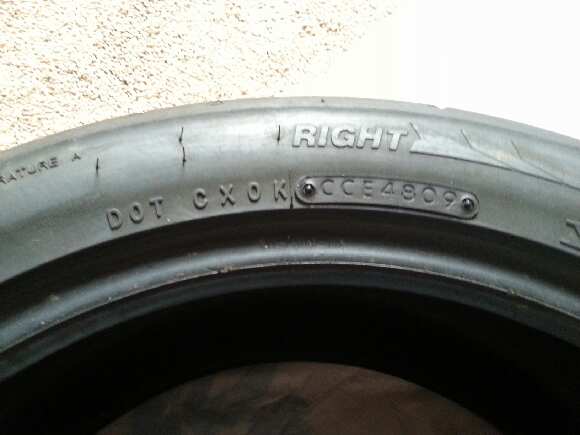 RATURE A
RIGHT
DOT CX0K CCE4809